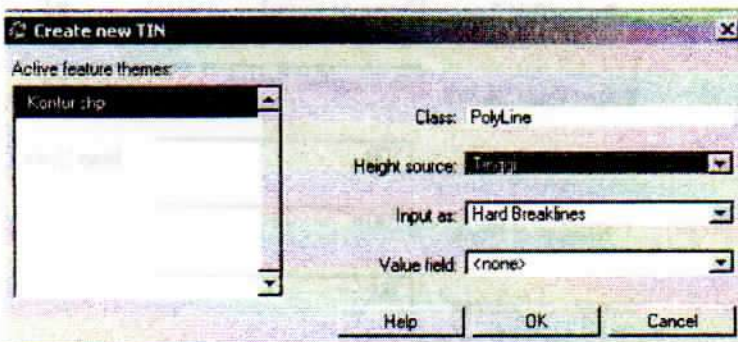 Create new TIN
Active feature themes:
Kontur.shp
Class: PolyLine
Height source:
Input as: Hard Breaklines
Value field: <none>
Help OK Cancel